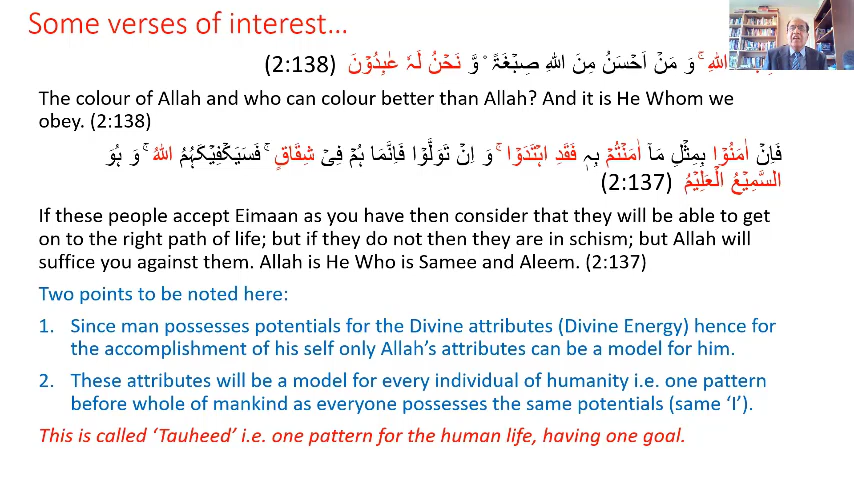 Some verses of interest...
اللّٰهِ ۚ وَ مَنۡ اَحۡسَنُ مِنَ اللّٰهِ صِبۡغَةً ۫ وَّ نَحۡنُ لَهٗ عٰبِدُوۡنَ (2:138)
The colour of Allah and who can colour better than Allah? And it is He Whom we
obey. (2:138)
فَاِنۡ اٰمَنُوۡا بِمِثۡلِ مَاۤ اٰمَنۡتُمۡ بِهٖ فَقَدِ اهۡتَدَوۡا ۚ وَ اِنۡ تَوَلَّوۡا فَاِنَّمَا هُمۡ فِىۡ شِقَاقٍ ۚ فَسَيَكۡفِيۡكَهُمُ اللّٰهُ ۚ وَ هُوَ
السَّمِيۡعُ الۡعَلِيۡمُ (2:137)
If these people accept Eimaan as you have then consider that they will be able to get
on to the right path of life; but if they do not then they are in schism; but Allah will
suffice you against them. Allah is He Who is Samee and Aleem. (2:137)
Two points to be noted here:
1. Since man possesses potentials for the Divine attributes (Divine Energy) hence for
the accomplishment of his self only Allah's attributes can be a model for him.
2. These attributes will be a model for every individual of humanity i.e. one pattern
before whole of mankind as everyone possesses the same potentials (same 'I').
This is called 'Tauheed' i.e. one pattern for the human life, having one goal.